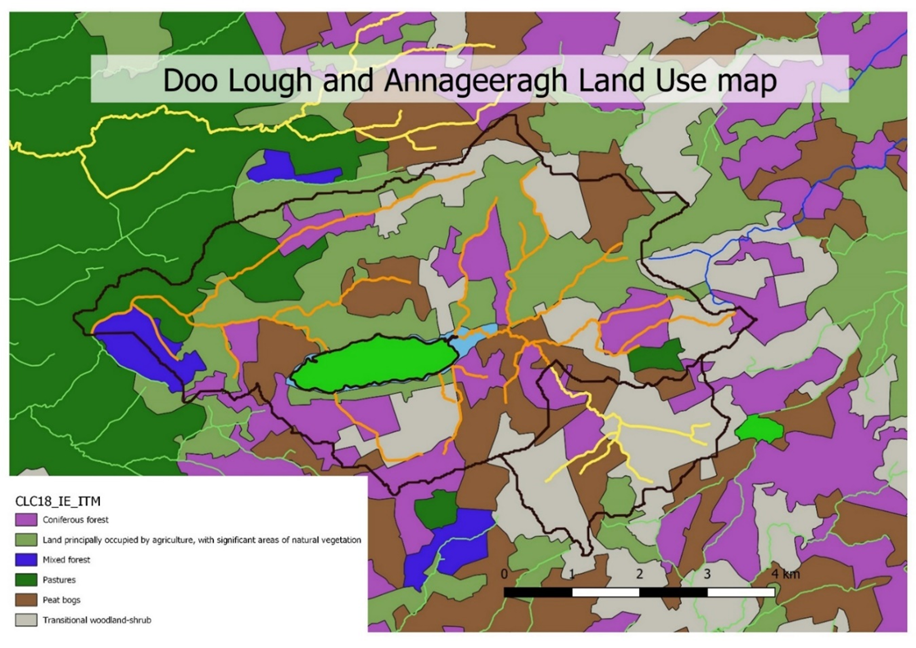 Doo Lough and Annageeragh Land Use map
CLC18_IE_ITM
Coniferous forest
Land principally occupied by agriculture, with significant areas of natural vegetation
Mixed forest
Pastures
Peat bogs
Transitional woodland-shrub
0 1 2 3 4 km